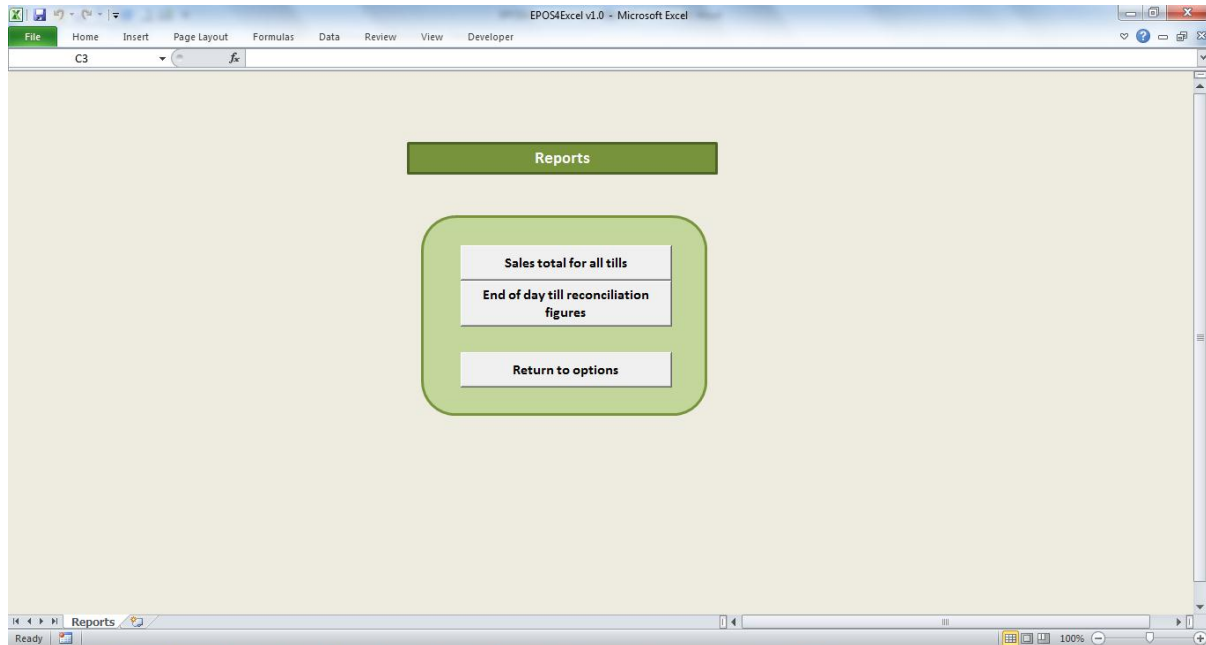 EPOS4Excel v1.0 - Microsoft Excel
File Home Insert Page Layout Formulas Data Review View Developer
C3 fx
Reports
Sales total for all tills
End of day till reconciliation
figures
Return to options
Reports
Ready 100%